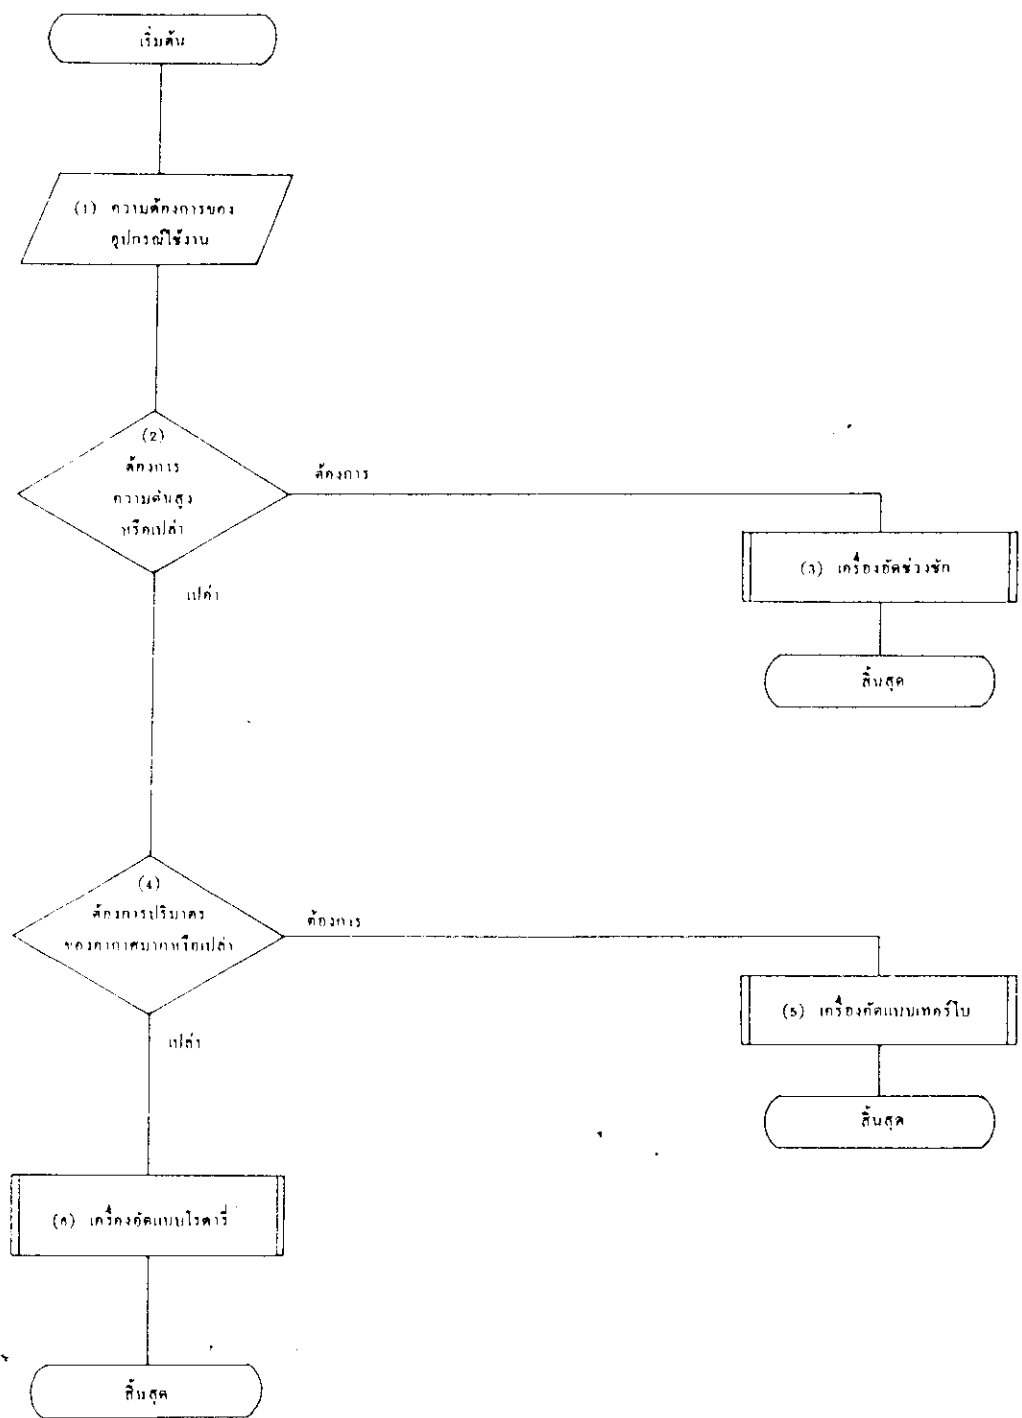 เริ่มต้น
(1) ความต้องการของ
อุปกรณ์ใช้งาน
(2)
ต้องการ
ความดันสูง
หรือเปล่า
ต้องการ
(3) เครื่องอัดช่วงชัก
เปล่า
สิ้นสุด
(4)
ต้องการปริมาตร
ของอากาศมากหรือเปล่า
ต้องการ
(5) เครื่องอัดแบบเทอร์โบ
เปล่า
สิ้นสุด
(6) เครื่องอัดแบบโรตารี่
สิ้นสุด